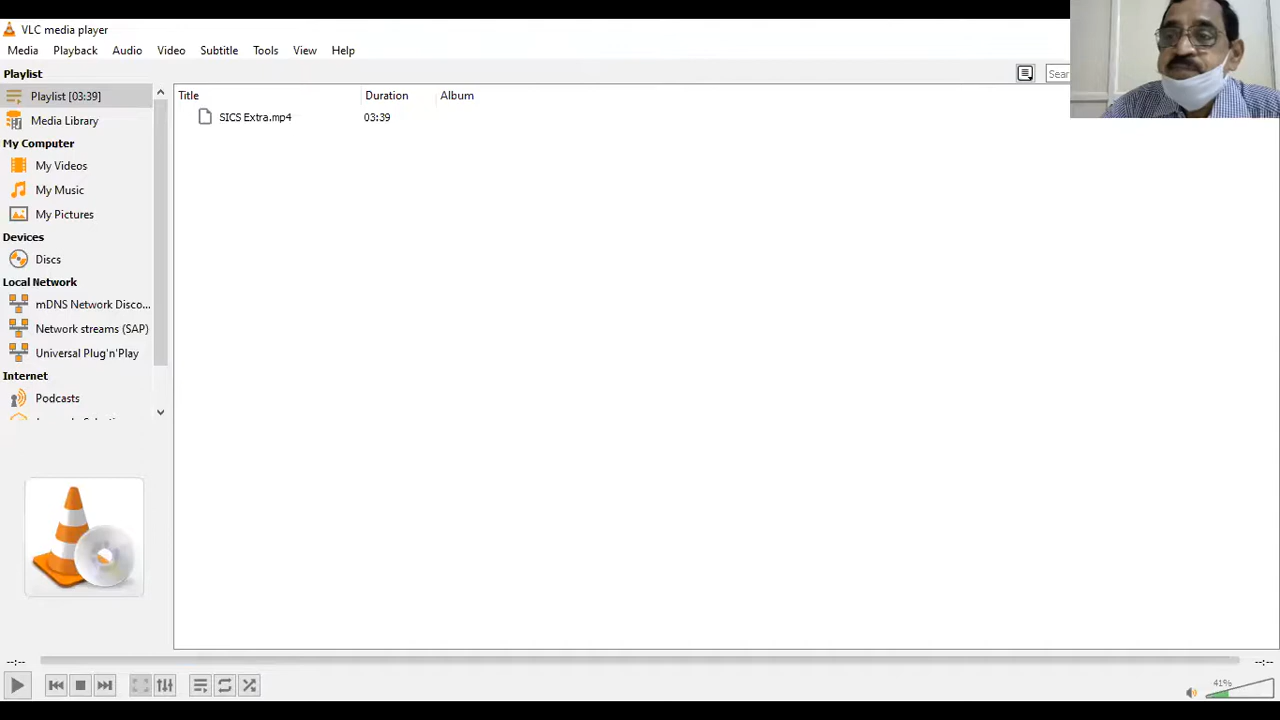 VLC media player
Media Playback Audio Video Subtitle Tools View Help
Playlist
Playlist [03:39]
Media Library
My Computer
My Videos
My Music
My Pictures
Devices
Discs
Local Network
mDNS Network Disco...
Network streams (SAP)
Universal Plug'n'Play
Internet
Podcasts
Sear
Title Duration Album
SICS Extra.mp4 03:39
--:-- --:--
41%